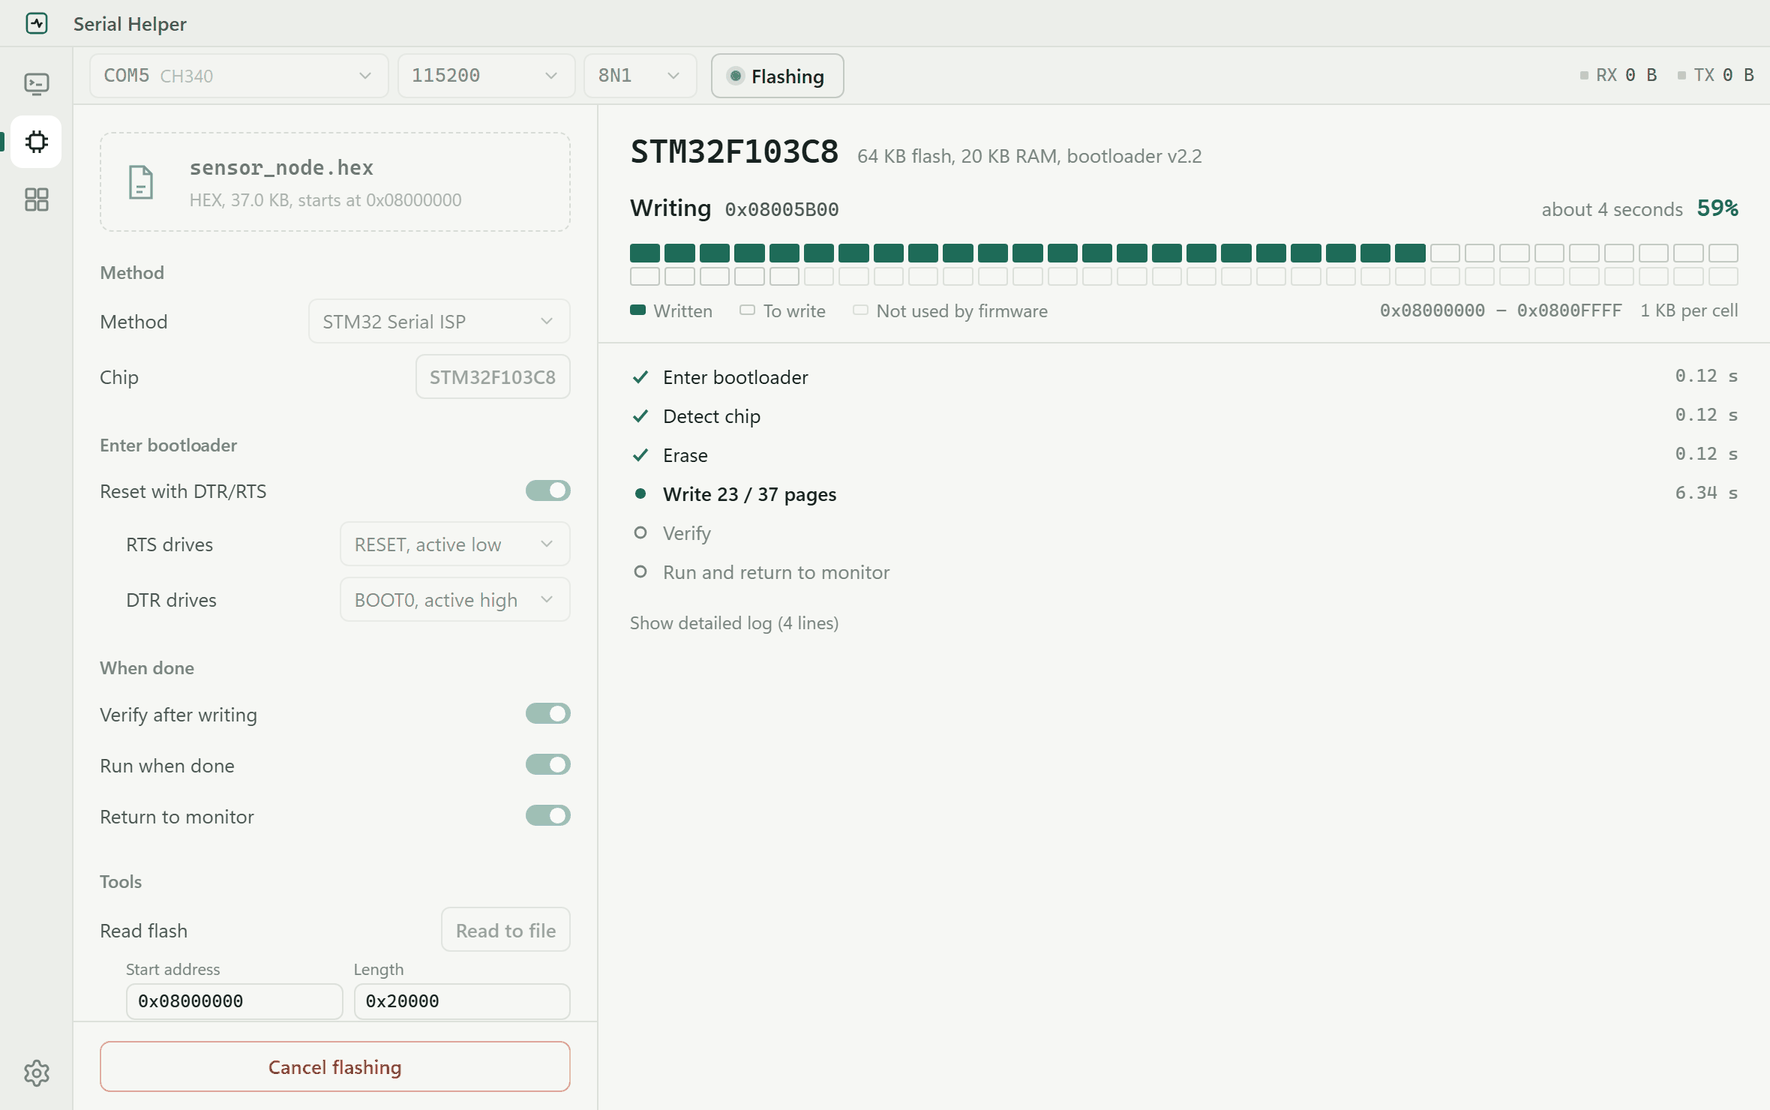 Serial Helper
COM5 CH340
115200
8N1
Flashing
RX 0 B
TX 0 B
sensor_node.hex
HEX, 37.0 KB, starts at 0x08000000
Method
Method
STM32 Serial ISP
Chip
STM32F103C8
Enter bootloader
Reset with DTR/RTS
RTS drives
RESET, active low
DTR drives
BOOT0, active high
When done
Verify after writing
Run when done
Return to monitor
Tools
Read flash
Read to file
Start address
Length
0x08000000
0x20000
Cancel flashing
STM32F103C8 64 KB flash, 20 KB RAM, bootloader v2.2
Writing 0x08005B00
about 4 seconds 59%
Written
To write
Not used by firmware
0x08000000 – 0x0800FFFF 1 KB per cell
Enter bootloader 0.12 s
Detect chip 0.12 s
Erase 0.12 s
Write 23 / 37 pages 6.34 s
Verify
Run and return to monitor
Show detailed log (4 lines)